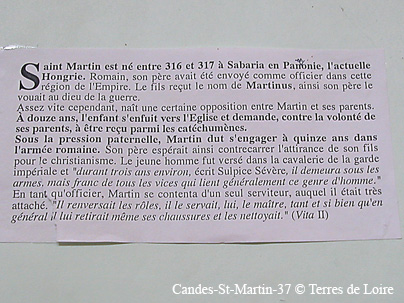 Saint Martin est né entre 316 et 317 à Sabaria en Pannonie, l'actuelle
Hongrie. Romain, son père avait été envoyé comme officier dans cette
région de l'Empire. Le fils reçut le nom de Martinus, ainsi son père le
vouait au dieu de la guerre.
Assez vite cependant, naît une certaine opposition entre Martin et ses parents.
A douze ans, l'enfant s'enfuit vers l'Eglise et demande, contre la volonté de
ses parents, à être reçu parmi les catéchumènes.
Sous la pression paternelle, Martin dut s'engager à quinze ans dans
l'armée romaine. Son père espérait ainsi contrecarrer l'attirance de son fils
pour le christianisme. Le jeune homme fut versé dans la cavalerie de la garde
impériale et "durant trois ans environ, écrit Sulpice Sévère, il demeura sous les
armes, mais franc de tous les vices qui lient généralement ce genre d'homme."
En tant qu'officier, Martin se contenta d'un seul serviteur, auquel il était très
attaché. "Il renversait les rôles, il le servait, lui, le maître, tant et si bien qu'en
général il lui retirait même ses chaussures et les nettoyait." (Vita II)
Candes-St-Martin-37 © Terres de Loire